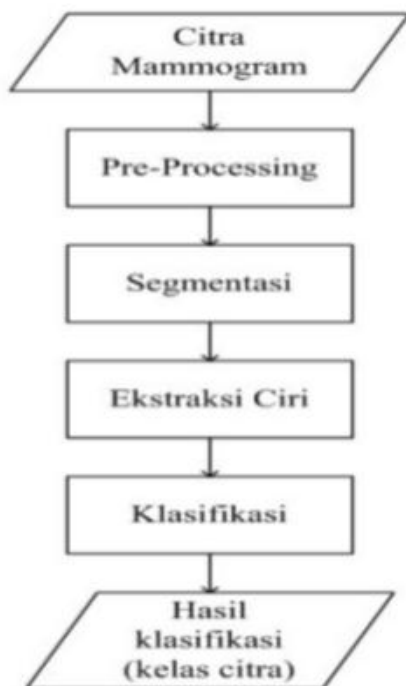 Citra
Mammogram
Pre-Processing
Segmentasi
Ekstraksi Ciri
Klasifikasi
Hasil
klasifikasi
(kelas citra)